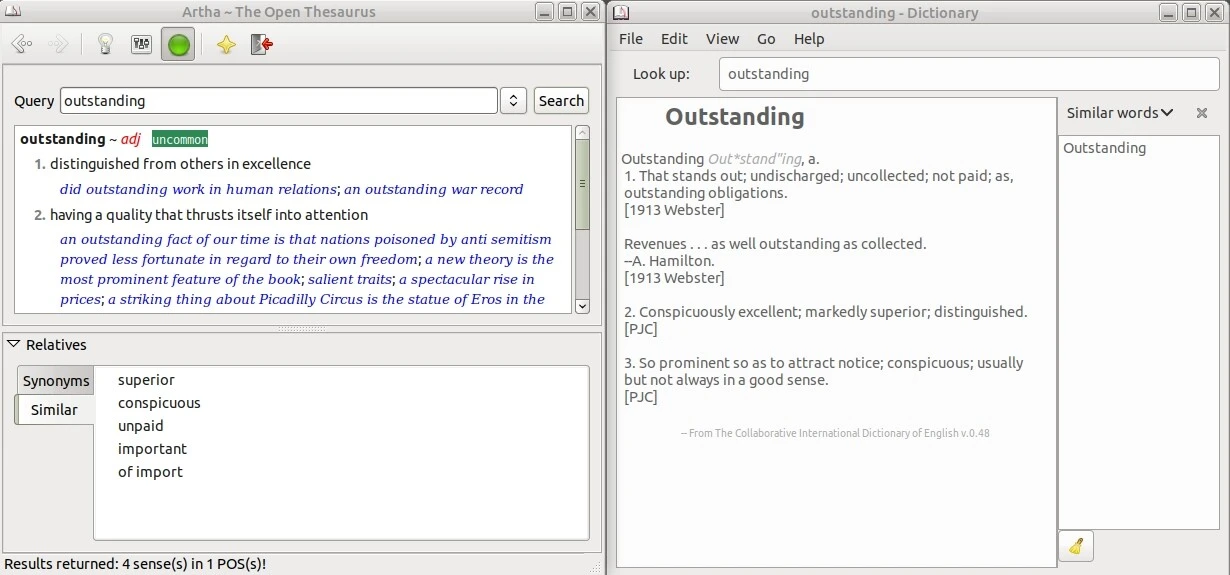 Artha ~ The Open Thesaurus
Query outstanding Search
outstanding ~ adj uncommon
1. distinguished from others in excellence
did outstanding work in human relations; an outstanding war record
2. having a quality that thrusts itself into attention
an outstanding fact of our time is that nations poisoned by anti semitism
proved less fortunate in regard to their own freedom; a new theory is the
most prominent feature of the book; salient traits; a spectacular rise in
prices; a striking thing about Picadilly Circus is the statue of Eros in the
Relatives
Synonyms
Similar
superior
conspicuous
unpaid
important
of import
Results returned: 4 sense(s) in 1 POS(s)!
outstanding - Dictionary
File Edit View Go Help
Look up: outstanding
Outstanding
Outstanding Out*stand"ing, a.
1. That stands out; undischarged; uncollected; not paid; as,
outstanding obligations.
[1913 Webster]
Revenues . . . as well outstanding as collected.
--A. Hamilton.
[1913 Webster]
2. Conspicuously excellent; markedly superior; distinguished.
[PJC]
3. So prominent so as to attract notice; conspicuous; usually
but not always in a good sense.
[PJC]
-- From The Collaborative International Dictionary of English v.0.48
Similar words
Outstanding